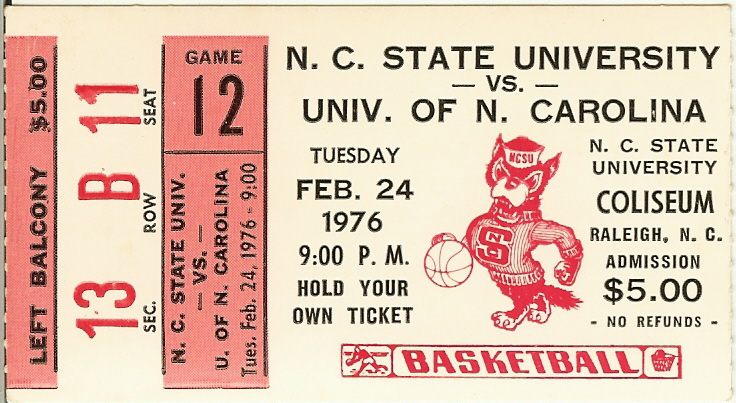 LEFT BALCONY $5.00
13 B 11
SEC. ROW SEAT
GAME
12
N. C. STATE UNIV.
— VS. —
U. OF N. CAROLINA
Tues. Feb. 24, 1976 - 9:00
N. C. STATE UNIVERSITY
— VS. —
UNIV. OF N. CAROLINA
TUESDAY
FEB. 24
1976
9:00 P. M.
HOLD YOUR
OWN TICKET
NCSU
S
N. C. STATE
UNIVERSITY
COLISEUM
RALEIGH, N. C.
ADMISSION
$5.00
- NO REFUNDS -
BASKETBALL